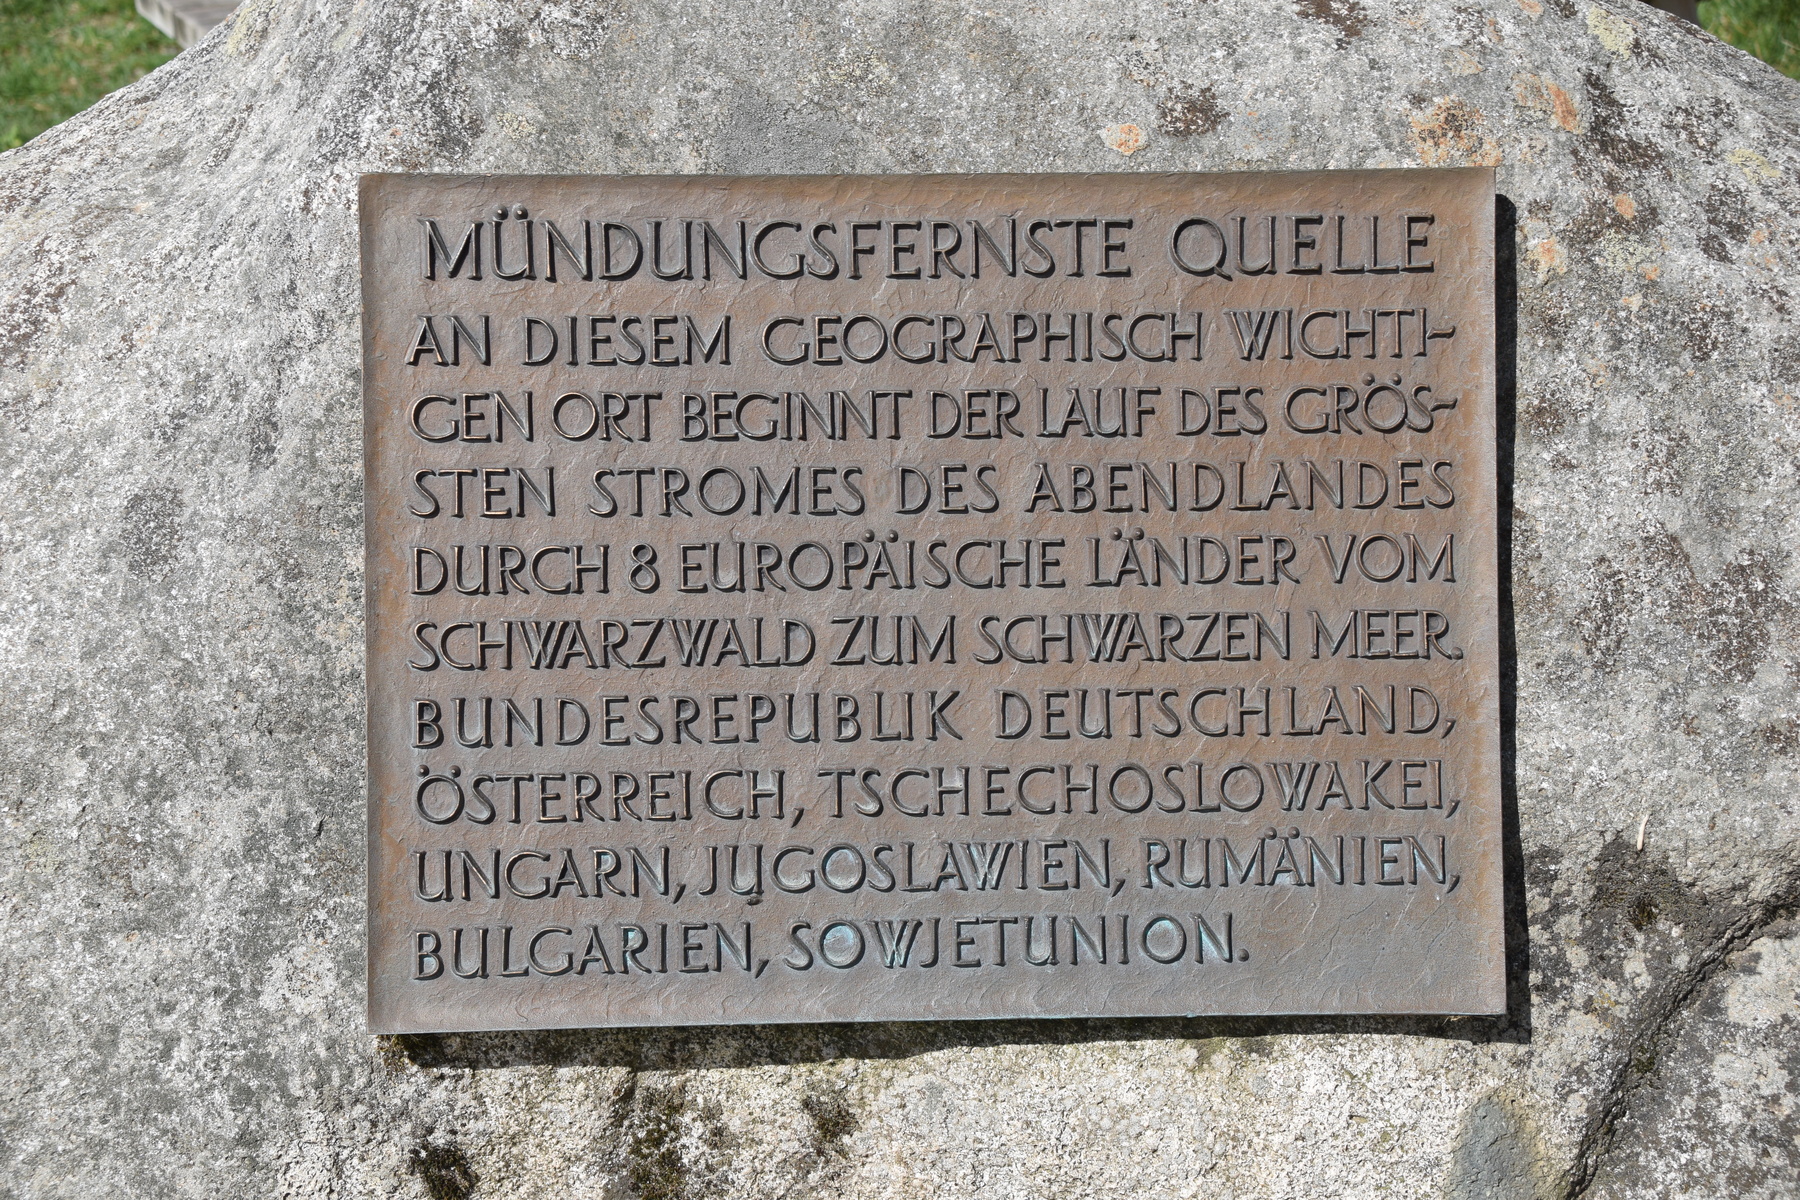 MÜNDUNGSFERNSTE QUELLE
AN DIESEM GEOGRAPHISCH WICHTI-
GEN ORT BEGINNT DER LAUF DES GRÖS-
STEN STROMES DES ABENDLANDES
DURCH 8 EUROPÄISCHE LÄNDER VOM
SCHWARZWALD ZUM SCHWARZEN MEER.
BUNDESREPUBLIK DEUTSCHLAND,
ÖSTERREICH, TSCHECHOSLOWAKEI,
UNGARN, JUGOSLAWIEN, RUMÄNIEN,
BULGARIEN, SOWJETUNION.